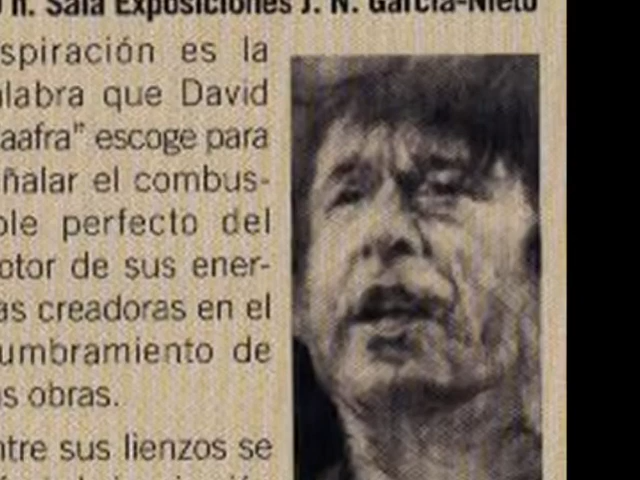 h. Sala Exposiciones J. N. García-Nieto
spiración es la
labra que David
aafra" escoge para
ñalar el combus-
ble perfecto del
otor de sus ener-
as creadoras en el
umbramiento de
s obras.
ntre sus lienzos se